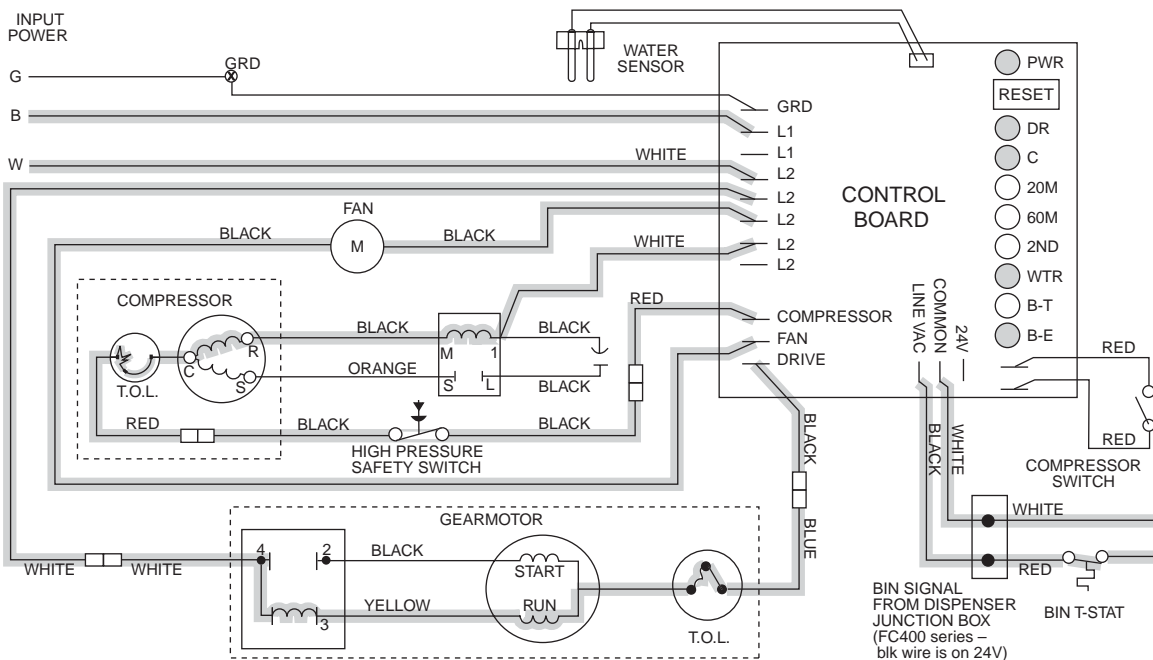 INPUT
POWER
G
GRD
B
W
WHITE
WATER
SENSOR
GRD
L1
L1
L2
L2
L2
L2
L2
CONTROL
BOARD
PWR
RESET
DR
C
20M
60M
2ND
WTR
B-T
B-E
FAN
BLACK
M
BLACK
WHITE
COMPRESSOR
FAN
DRIVE
LINE VAC
COMMON
24V
RED
RED
COMPRESSOR
SWITCH
COMPRESSOR
T.O.L.
C
R
S
BLACK
ORANGE
M
1
S
L
BLACK
BLACK
RED
RED
BLACK
BLACK
HIGH PRESSURE
SAFETY SWITCH
BLACK
BLUE
BLACK
WHITE
WHITE
RED
BIN T-STAT
BIN SIGNAL
FROM DISPENSER
JUNCTION BOX
(FC400 series –
blk wire is on 24V)
GEARMOTOR
WHITE
WHITE
4
2
3
BLACK
YELLOW
START
RUN
T.O.L.